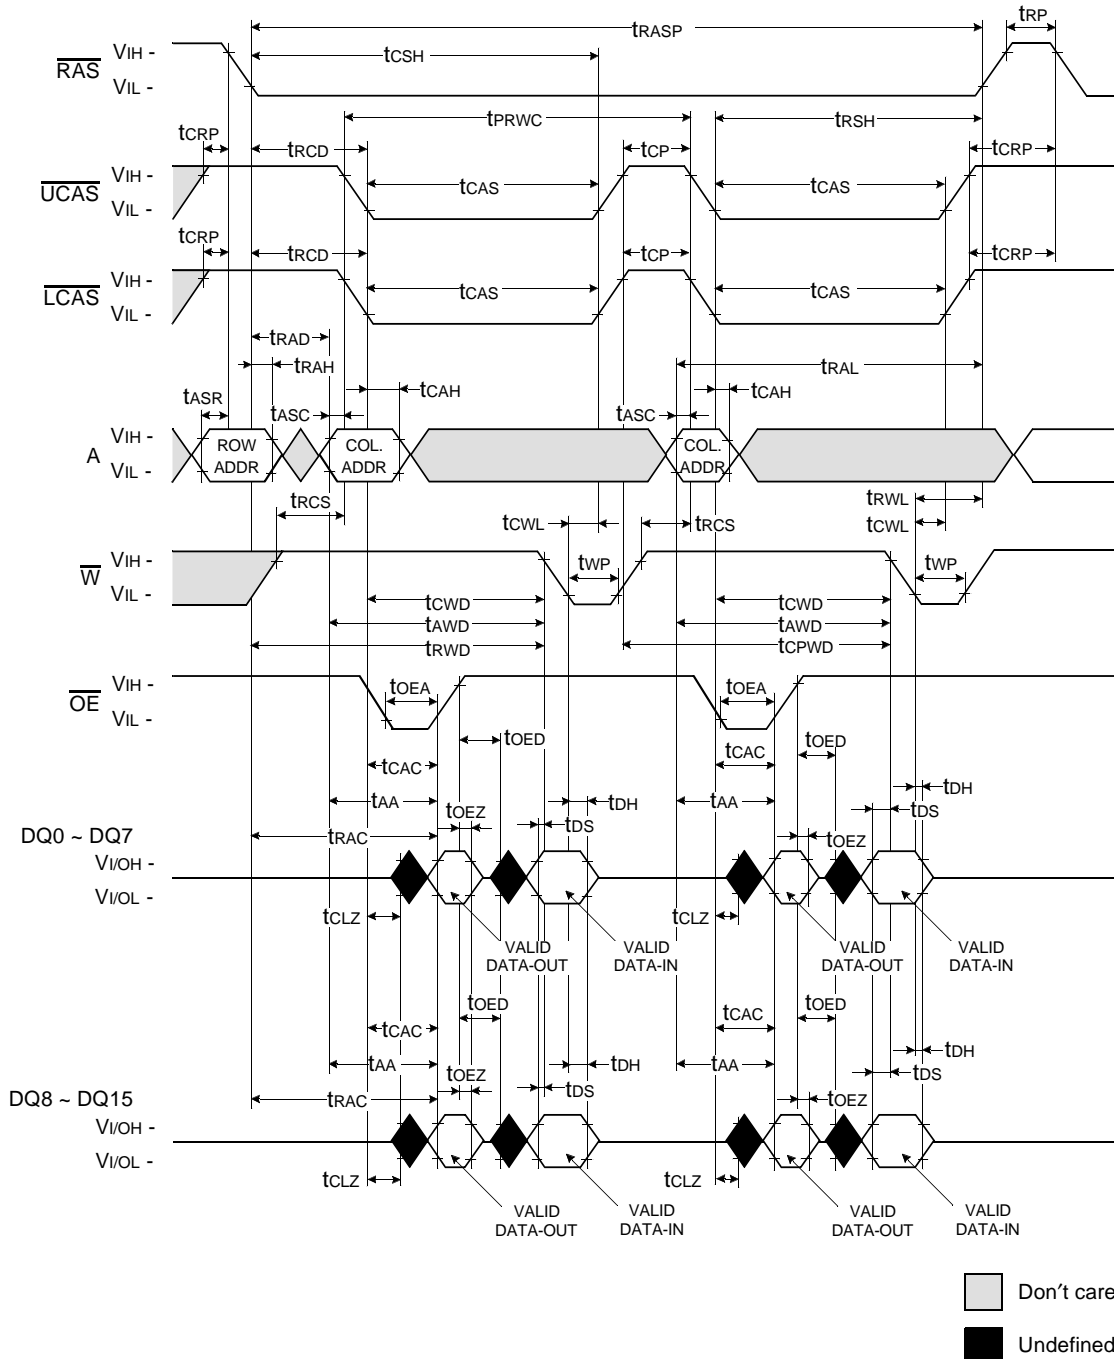 tRASP tRP
RAS VIH - tCSH
VIL -
tPRWC tRSH
tCRP tRCD tCP tCRP
UCAS VIH - tCAS tCAS
VIL -
tCRP tRCD tCP tCRP
LCAS VIH - tCAS tCAS
VIL -
tRAD
tRAH tRAL
tASR tASC tCAH tASC tCAH
A VIH - ROW ADDR COL. ADDR COL. ADDR
VIL -
tRCS tRWL
tCWL tRCS tCWL
W VIH - tWP tWP
VIL -
tCWD tCWD
tAWD tAWD
tRWD tCPWD
OE VIH - tOEA tOEA
VIL -
tOED tOED
tCAC tCAC
tAA tDH tAA tDH
tOEZ tDS tDS
DQ0 ~ DQ7 tRAC tOEZ
VI/OH -
VI/OL -
tCLZ tCLZ
VALID DATA-OUT VALID DATA-IN VALID DATA-OUT VALID DATA-IN
tOED tOED
tCAC tCAC
tAA tDH tAA tDH
tOEZ tDS tDS
DQ8 ~ DQ15 tRAC tOEZ
VI/OH -
VI/OL -
tCLZ tCLZ
VALID DATA-OUT VALID DATA-IN VALID DATA-OUT VALID DATA-IN
Don′t care
Undefined